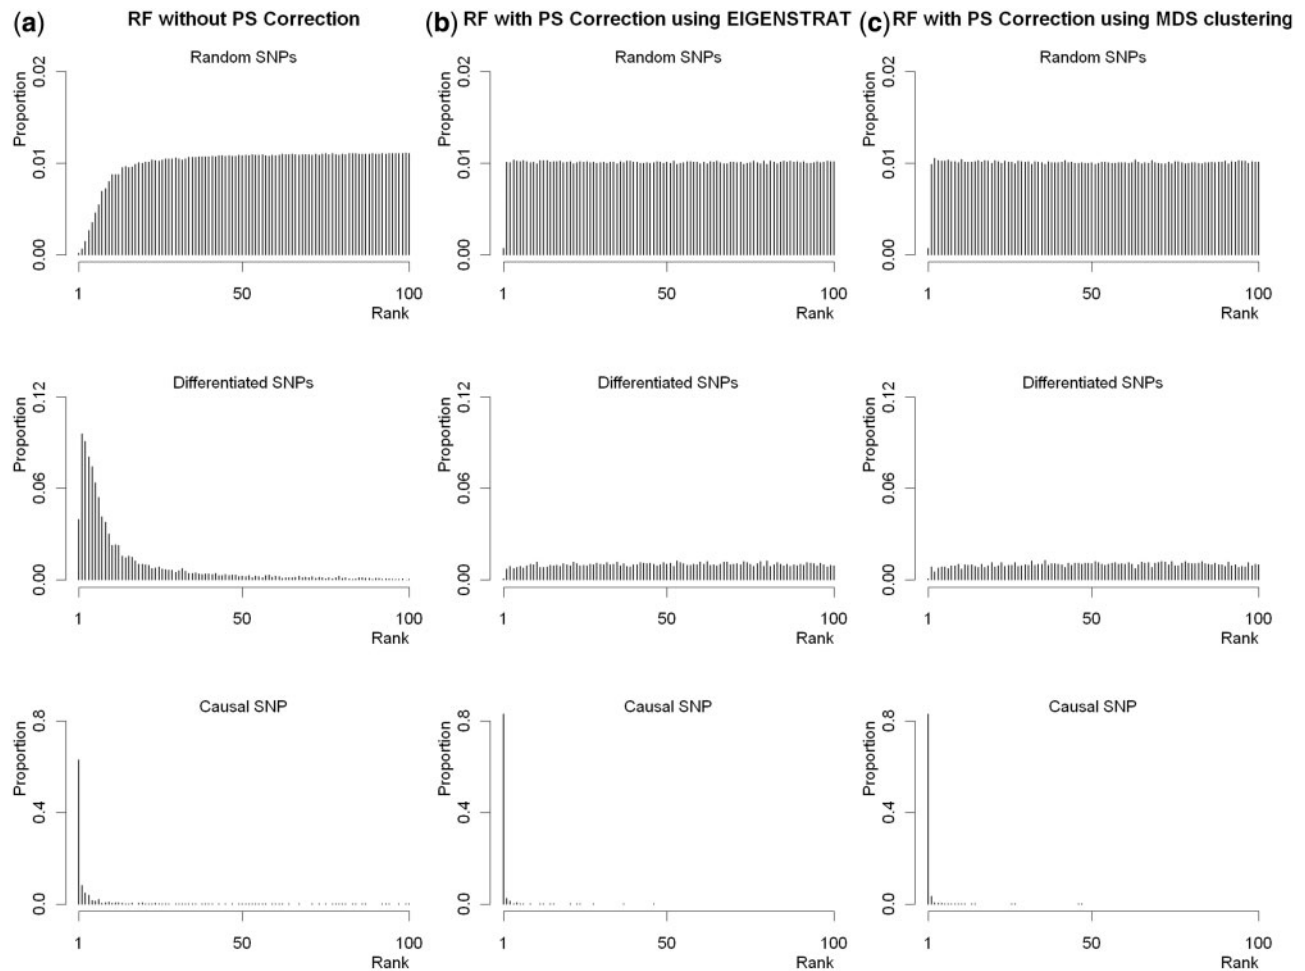 (a) RF without PS Correction
(b) RF with PS Correction using EIGENSTRAT
(c) RF with PS Correction using MDS clustering
Random SNPs
Proportion
0.02
0.01
0.00
1
50
100
Rank
Random SNPs
Proportion
0.02
0.01
0.00
1
50
100
Rank
Random SNPs
Proportion
0.02
0.01
0.00
1
50
100
Rank
Differentiated SNPs
Proportion
0.12
0.06
0.00
1
50
100
Rank
Differentiated SNPs
Proportion
0.12
0.06
0.00
1
50
100
Rank
Differentiated SNPs
Proportion
0.12
0.06
0.00
1
50
100
Rank
Causal SNP
Proportion
0.8
0.4
0.0
1
50
100
Rank
Causal SNP
Proportion
0.8
0.4
0.0
1
50
100
Rank
Causal SNP
Proportion
0.8
0.4
0.0
1
50
100
Rank